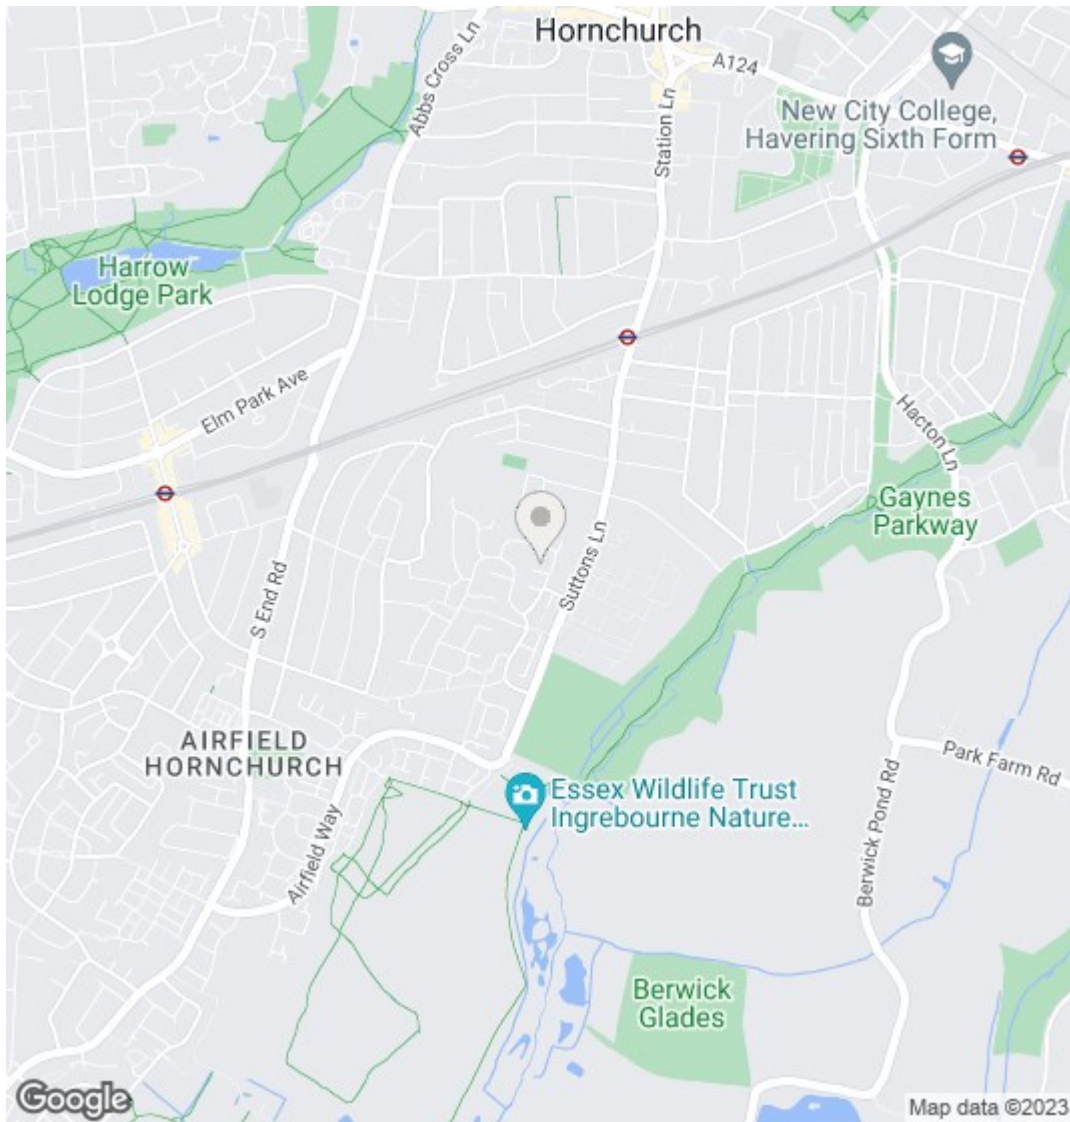 Hornchurch
A124
Abbs Cross Ln
Station Ln
New City College,
Havering Sixth Form
Harrow
Lodge Park
Elm Park Ave
Hacton Ln
Gaynes
Parkway
Suttons Ln
S End Rd
AIRFIELD
HORNCHURCH
Park Farm Rd
Essex Wildlife Trust
Ingrebourne Nature...
Berwick Pond Rd
Airfield Way
Berwick
Glades
Google
Map data ©2023